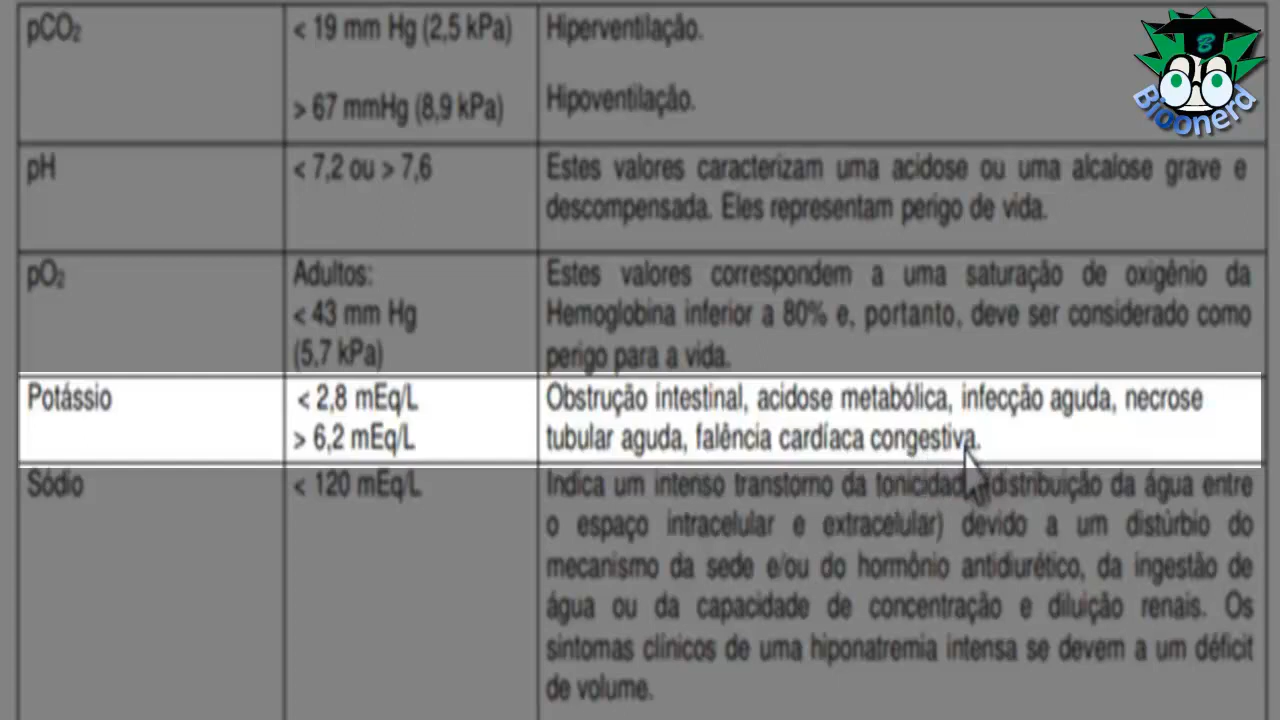 pCO₂
< 19 mm Hg (2,5 kPa)
Hiperventilação.
> 67 mmHg (8,9 kPa)
Hipoventilação.
pH
< 7,2 ou > 7,6
Estes valores caracterizam uma acidose ou uma alcalose grave e
descompensada. Eles representam perigo de vida.
pO₂
Adultos:
< 43 mm Hg
(5,7 kPa)
Estes valores correspondem a uma saturação de oxigênio da
Hemoglobina inferior a 80% e, portanto, deve ser considerado como
perigo para a vida.
Potássio
< 2,8 mEq/L
> 6,2 mEq/L
Obstrução intestinal, acidose metabólica, infecção aguda, necrose
tubular aguda, falência cardíaca congestiva.
Sódio
< 120 mEq/L
Indica um intenso transtorno da tonicidade distribuição da água entre
o espaço intracelular e extracelular) devido a um distúrbio do
mecanismo da sede e/ou do hormônio antidiurético, da ingestão de
água ou da capacidade de concentração e diluição renais. Os
sintomas clínicos de uma hiponatremia intensa se devem a um déficit
de volume.
B
Bioonerd